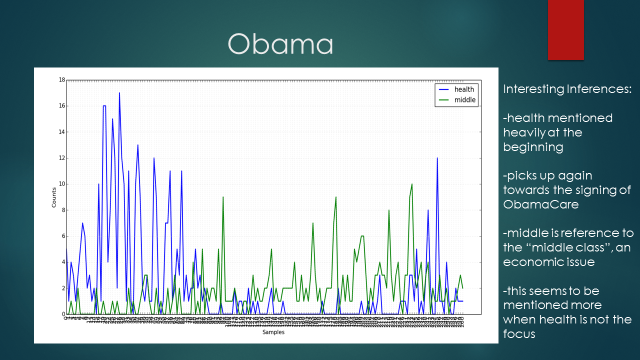 Obama
18
16
14
12
10
8
6
4
2
0
Counts
Samples
health
middle
Interesting Inferences:
-health mentioned
heavily at the
beginning
-picks up again
towards the signing of
ObamaCare
-middle is reference to
the “middle class”, an
economic issue
-this seems to be
mentioned more
when health is not the
focus